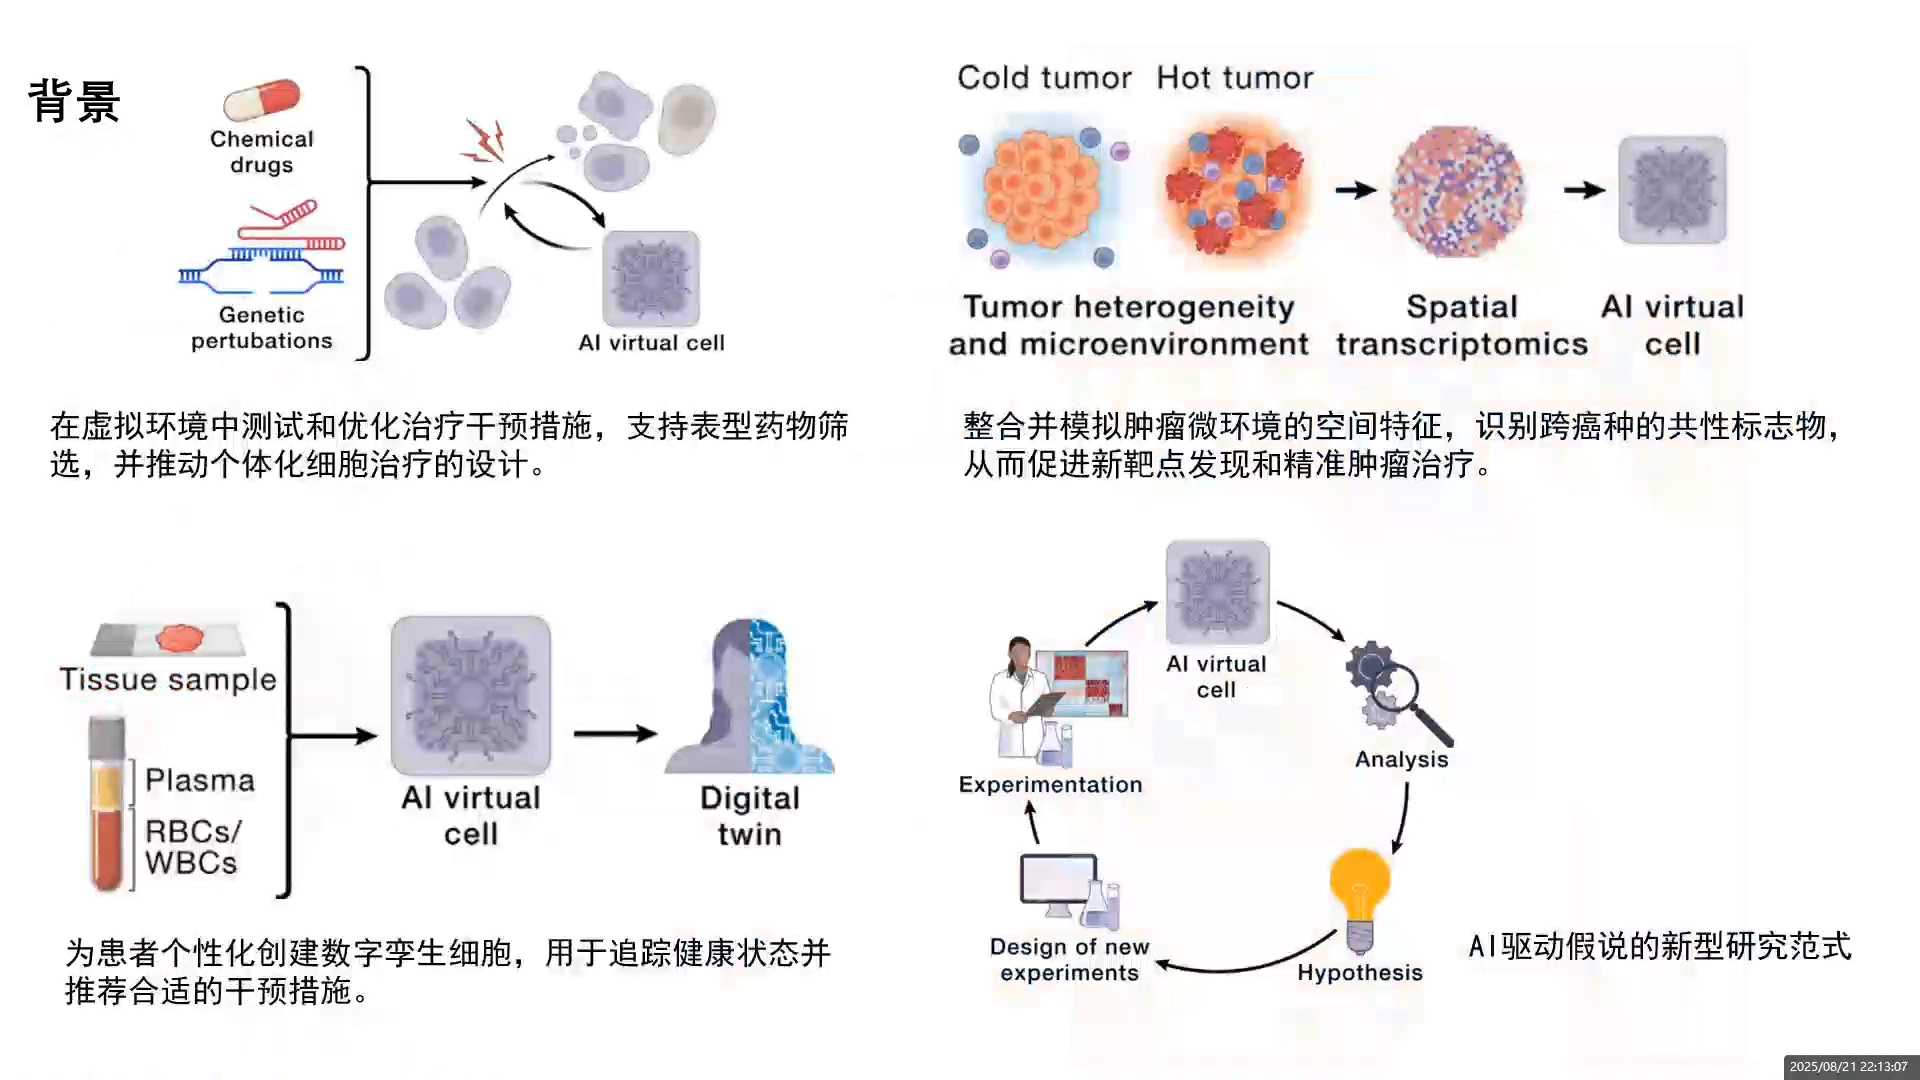 背景
Chemical
drugs
Genetic
pertubations
AI virtual cell
在虚拟环境中测试和优化治疗干预措施，支持表型药物筛
选，并推动个体化细胞治疗的设计。
Cold tumor
Hot tumor
Tumor heterogeneity
and microenvironment
Spatial
transcriptomics
AI virtual
cell
整合并模拟肿瘤微环境的空间特征，识别跨癌种的共性标志物，
从而促进新靶点发现和精准肿瘤治疗。
Tissue sample
Plasma
RBCs/
WBCs
AI virtual
cell
Digital
twin
为患者个性化创建数字孪生细胞，用于追踪健康状态并
推荐合适的干预措施。
AI virtual
cell
Analysis
Hypothesis
Design of new
experiments
Experimentation
AI驱动假说的新型研究范式
2025/08/21 22:13:07